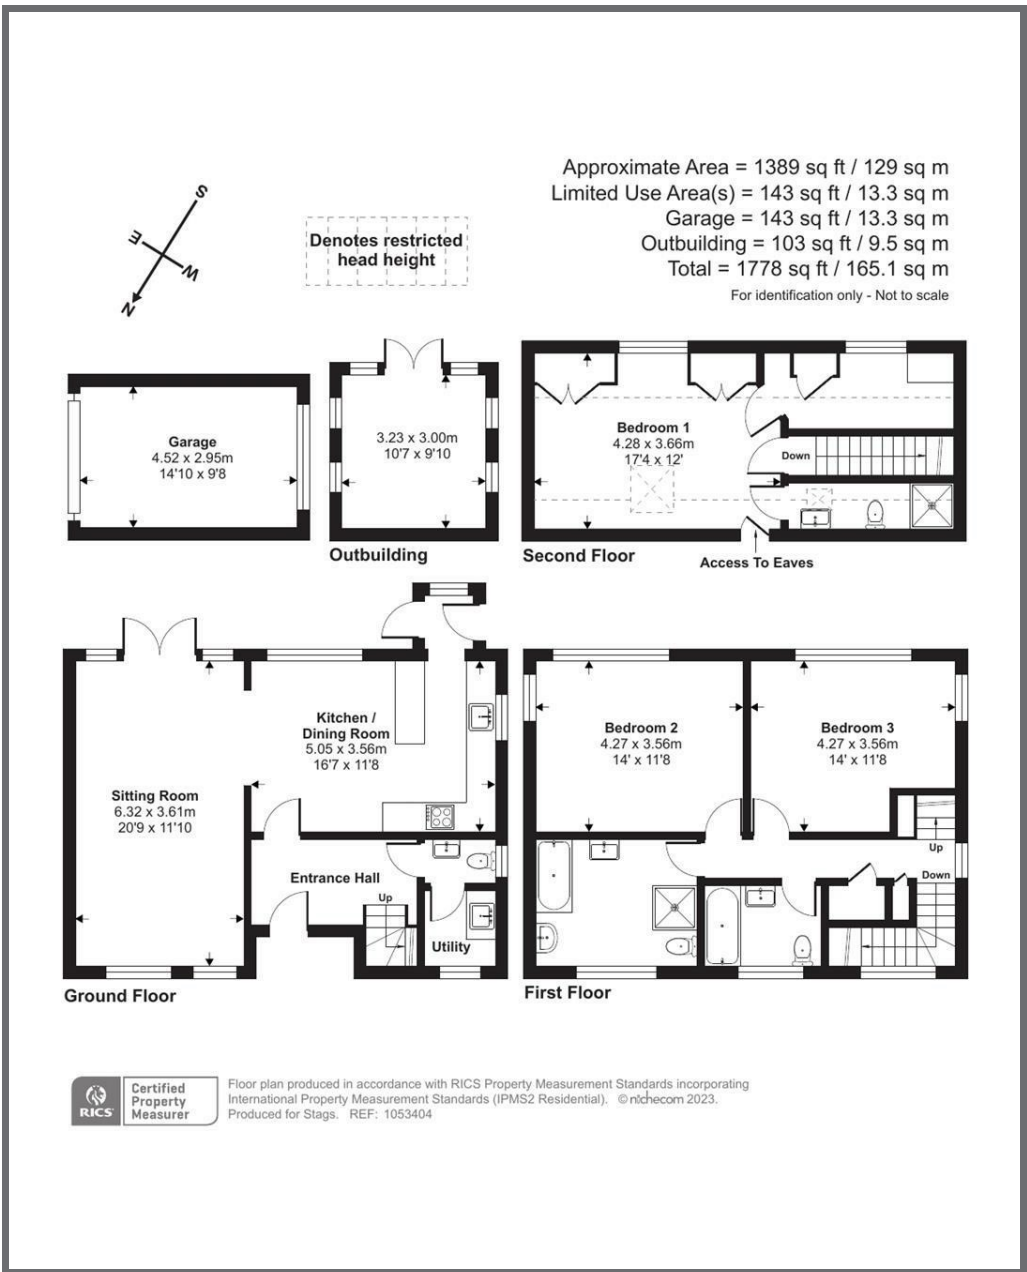 Approximate Area = 1389 sq ft / 129 sq m
Limited Use Area(s) = 143 sq ft / 13.3 sq m
Garage = 143 sq ft / 13.3 sq m
Outbuilding = 103 sq ft / 9.5 sq m
Total = 1778 sq ft / 165.1 sq m
For identification only - Not to scale
S
E
W
N
Denotes restricted
head height
Garage
4.52 x 2.95m
14'10 x 9'8
3.23 x 3.00m
10'7 x 9'10
Outbuilding
Bedroom 1
4.28 x 3.66m
17'4 x 12'
Down
Second Floor
Access To Eaves
Kitchen /
Dining Room
5.05 x 3.56m
16'7 x 11'8
Sitting Room
6.32 x 3.61m
20'9 x 11'10
Entrance Hall
Up
Utility
Ground Floor
Bedroom 2
4.27 x 3.56m
14' x 11'8
Bedroom 3
4.27 x 3.56m
14' x 11'8
Up
Down
First Floor
RICS
Certified
Property
Measurer
Floor plan produced in accordance with RICS Property Measurement Standards incorporating
International Property Measurement Standards (IPMS2 Residential). © nichecom 2023.
Produced for Stags. REF: 1053404